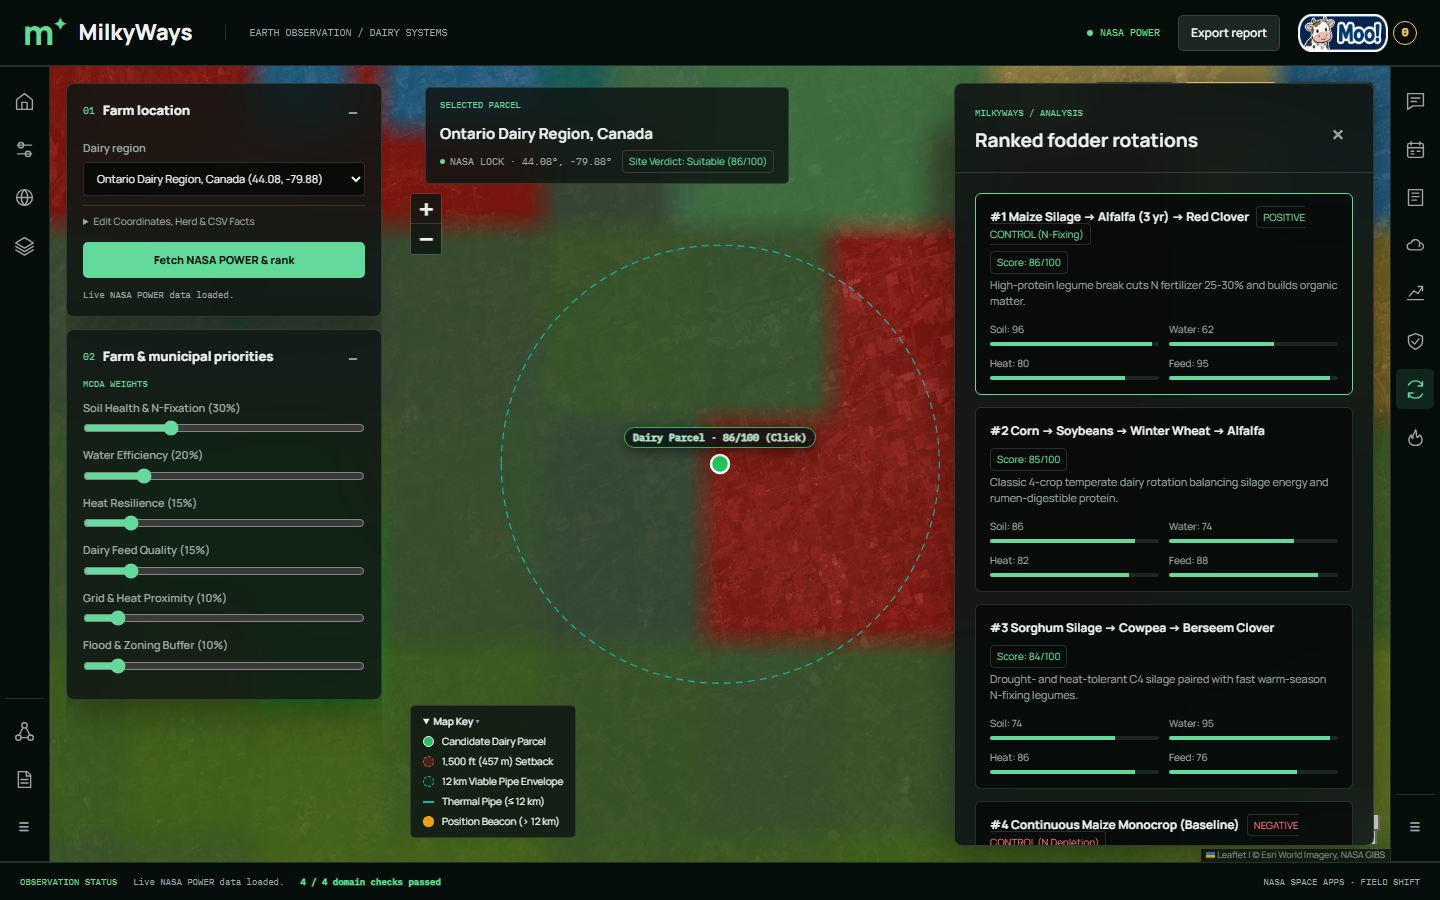 m MilkyWays
EARTH OBSERVATION / DAIRY SYSTEMS
NASA POWER
Export report
Moo!
0
01 Farm location
Dairy region
Ontario Dairy Region, Canada (44.08, -79.88)
Edit Coordinates, Herd & CSV Facts
Fetch NASA POWER & rank
Live NASA POWER data loaded.
02 Farm & municipal priorities
MCDA WEIGHTS
Soil Health & N-Fixation (30%)
Water Efficiency (20%)
Heat Resilience (15%)
Dairy Feed Quality (15%)
Grid & Heat Proximity (10%)
Flood & Zoning Buffer (10%)
SELECTED PARCEL
Ontario Dairy Region, Canada
NASA LOCK · 44.08°, -79.88°
Site Verdict: Suitable (86/100)
+
−
Dairy Parcel - 86/100 (Click)
Map Key
Candidate Dairy Parcel
1,500 ft (457 m) Setback
12 km Viable Pipe Envelope
Thermal Pipe (≤ 12 km)
Position Beacon (> 12 km)
MILKYWAYS / ANALYSIS
Ranked fodder rotations
#1 Maize Silage → Alfalfa (3 yr) → Red Clover POSITIVE
CONTROL (N-Fixing)
Score: 86/100
High-protein legume break cuts N fertilizer 25-30% and builds organic
matter.
Soil: 96
Water: 62
Heat: 80
Feed: 95
#2 Corn → Soybeans → Winter Wheat → Alfalfa
Score: 85/100
Classic 4-crop temperate dairy rotation balancing silage energy and
rumen-digestible protein.
Soil: 86
Water: 74
Heat: 82
Feed: 88
#3 Sorghum Silage → Cowpea → Berseem Clover
Score: 84/100
Drought- and heat-tolerant C4 silage paired with fast warm-season
N-fixing legumes.
Soil: 74
Water: 95
Heat: 86
Feed: 76
#4 Continuous Maize Monocrop (Baseline) NEGATIVE
CONTROL (N Depletion)
Leaflet | © Esri World Imagery, NASA GIBS
OBSERVATION STATUS
Live NASA POWER data loaded.
4 / 4 domain checks passed
NASA SPACE APPS · FIELD SHIFT